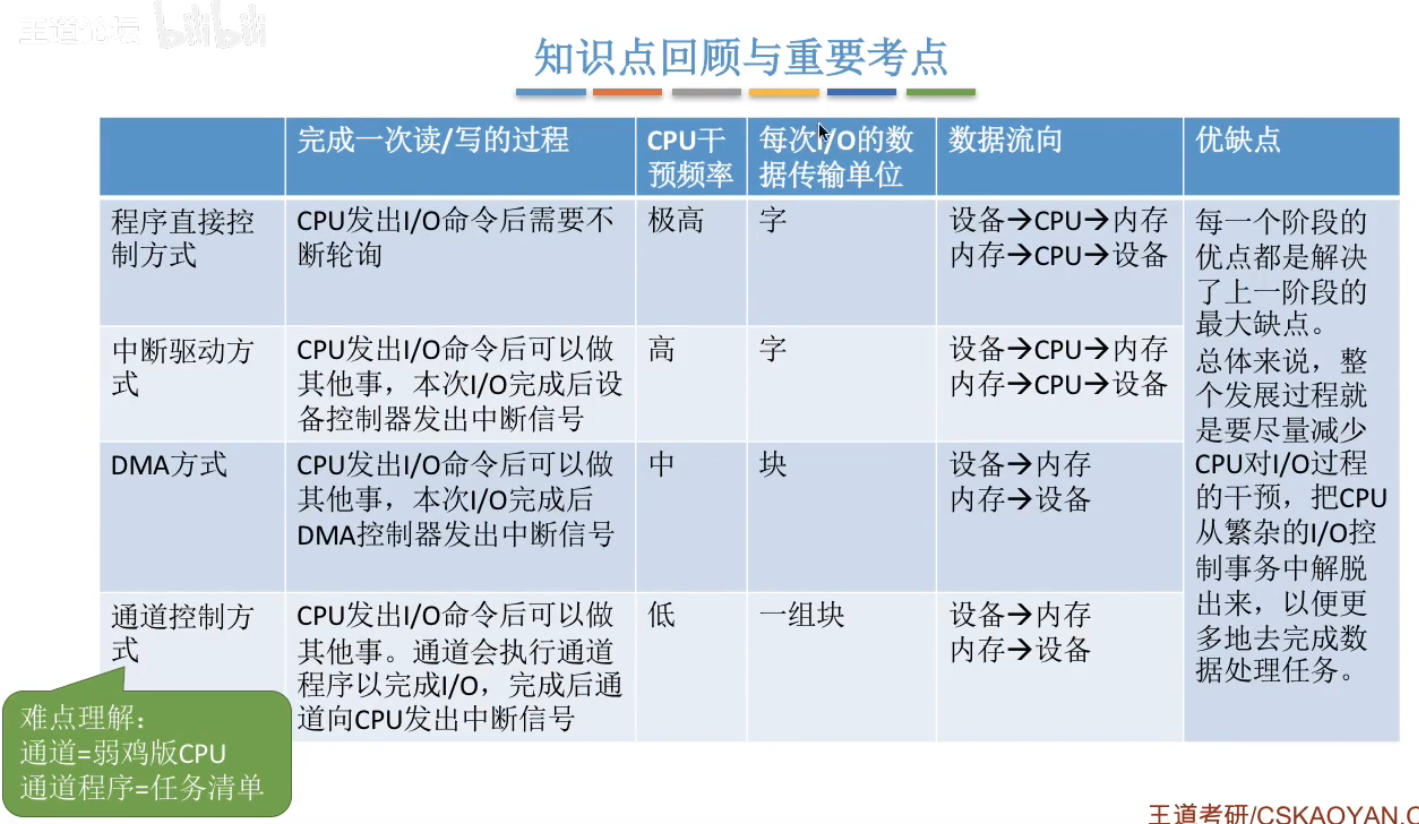 王道论坛 bilibili
知识点回顾与重要考点
完成一次读/写的过程
CPU干
预频率
每次I/O的数
据传输单位
数据流向
优缺点
程序直接控
制方式
CPU发出I/O命令后需要不
断轮询
极高
字
设备→CPU→内存
内存→CPU→设备
每一个阶段的
优点都是解决
了上一阶段的
最大缺点。
总体来说，整
个发展过程就
是要尽量减少
CPU对I/O过程
的干预，把CPU
从繁杂的I/O控
制事务中解脱
出来，以便更
多地去完成数
据处理任务。
中断驱动方
式
CPU发出I/O命令后可以做
其他事，本次I/O完成后设
备控制器发出中断信号
高
字
设备→CPU→内存
内存→CPU→设备
DMA方式
CPU发出I/O命令后可以做
其他事，本次I/O完成后
DMA控制器发出中断信号
中
块
设备→内存
内存→设备
通道控制方
式
CPU发出I/O命令后可以做
其他事。通道会执行通道
程序以完成I/O，完成后通
道向CPU发出中断信号
低
一组块
设备→内存
内存→设备
难点理解：
通道=弱鸡版CPU
通道程序=任务清单
王道考研/CSKAOYAN.C